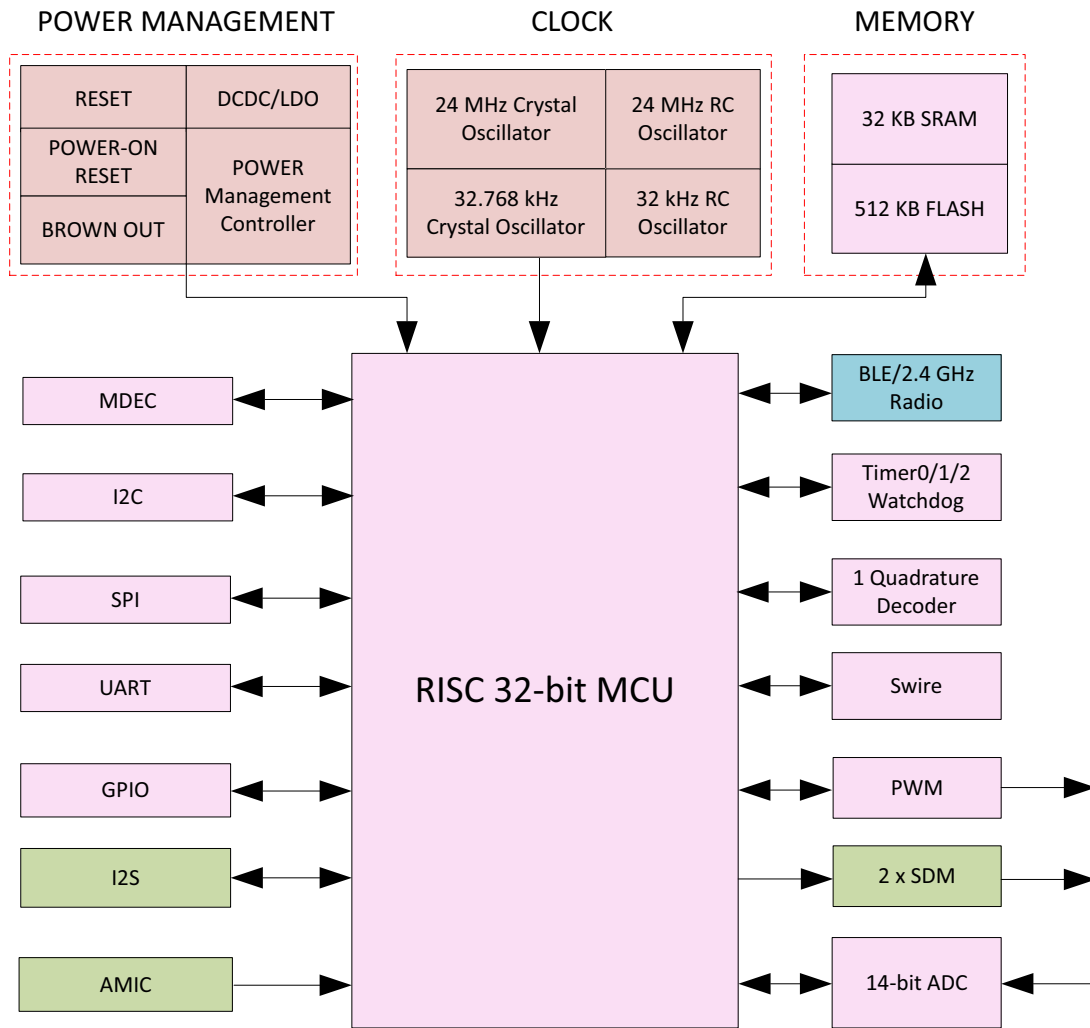 POWER MANAGEMENT
CLOCK
MEMORY
RESET
DCDC/LDO
POWER-ON
RESET
POWER
Management
Controller
BROWN OUT
24 MHz Crystal
Oscillator
24 MHz RC
Oscillator
32.768 kHz
Crystal Oscillator
32 kHz RC
Oscillator
32 KB SRAM
512 KB FLASH
MDEC
I2C
SPI
UART
GPIO
I2S
AMIC
RISC 32-bit MCU
BLE/2.4 GHz
Radio
Timer0/1/2
Watchdog
1 Quadrature
Decoder
Swire
PWM
2 x SDM
14-bit ADC